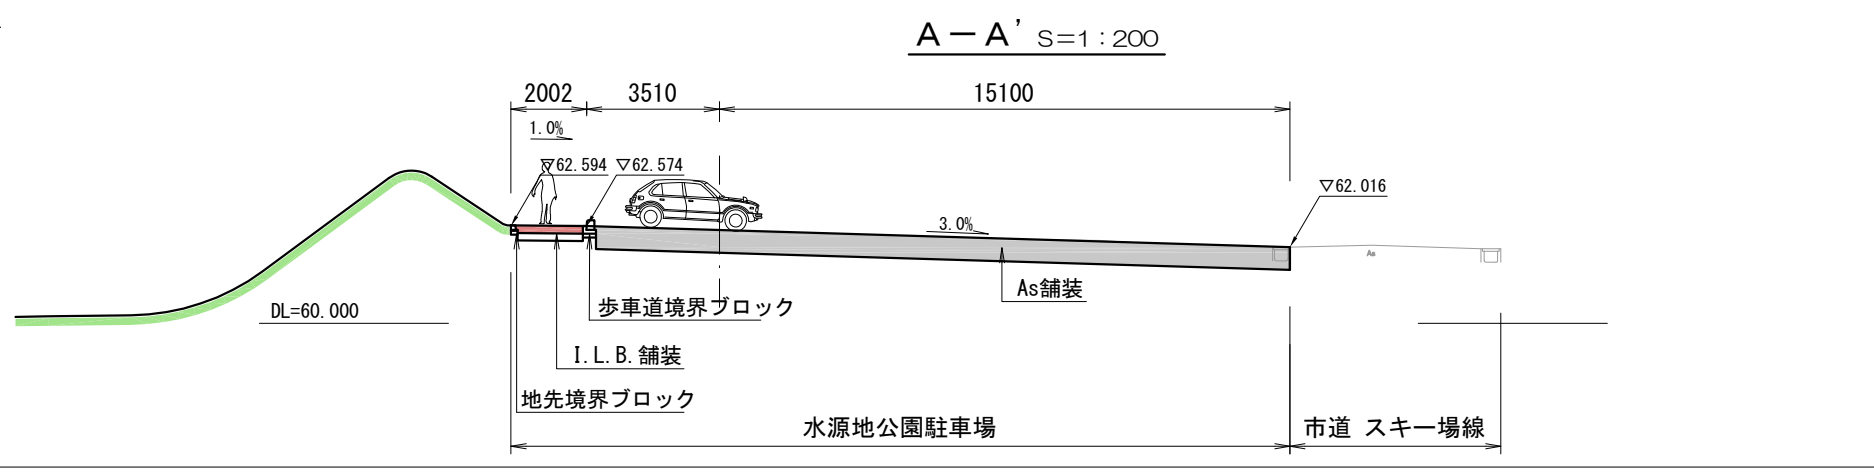 A－A’ S＝1：200
2002 3510 15100
1.0%
▽62.594 ▽62.574
▽62.016
3.0%
As
As舗装
DL=60.000
歩車道境界ブロック
I.L.B.舗装
地先境界ブロック
水源地公園駐車場 市道 スキー場線